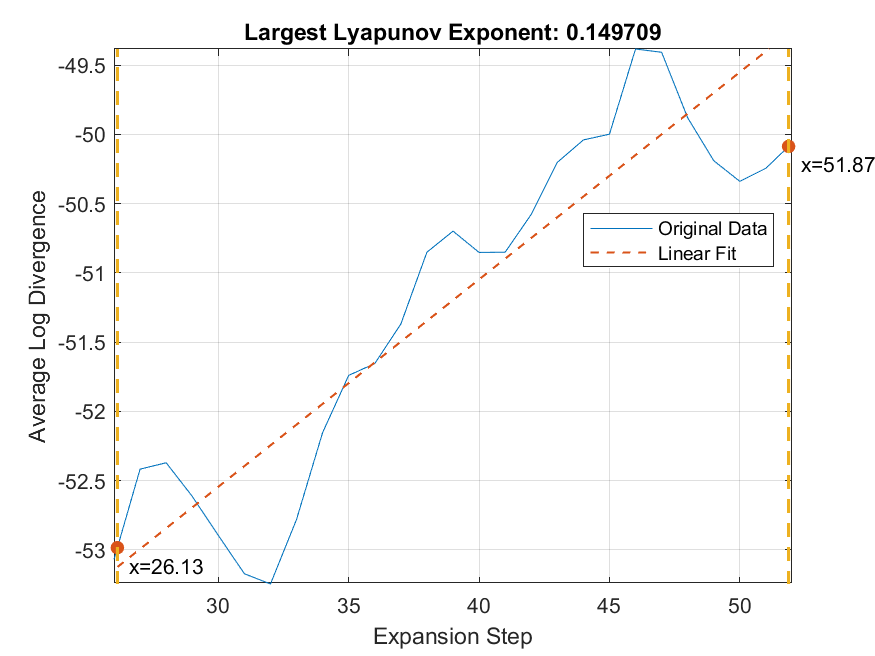 Largest Lyapunov Exponent: 0.149709
-49.5
-50
-50.5
-51
-51.5
-52
-52.5
-53
Average Log Divergence
x=51.87
Original Data
Linear Fit
x=26.13
30 35 40 45 50
Expansion Step